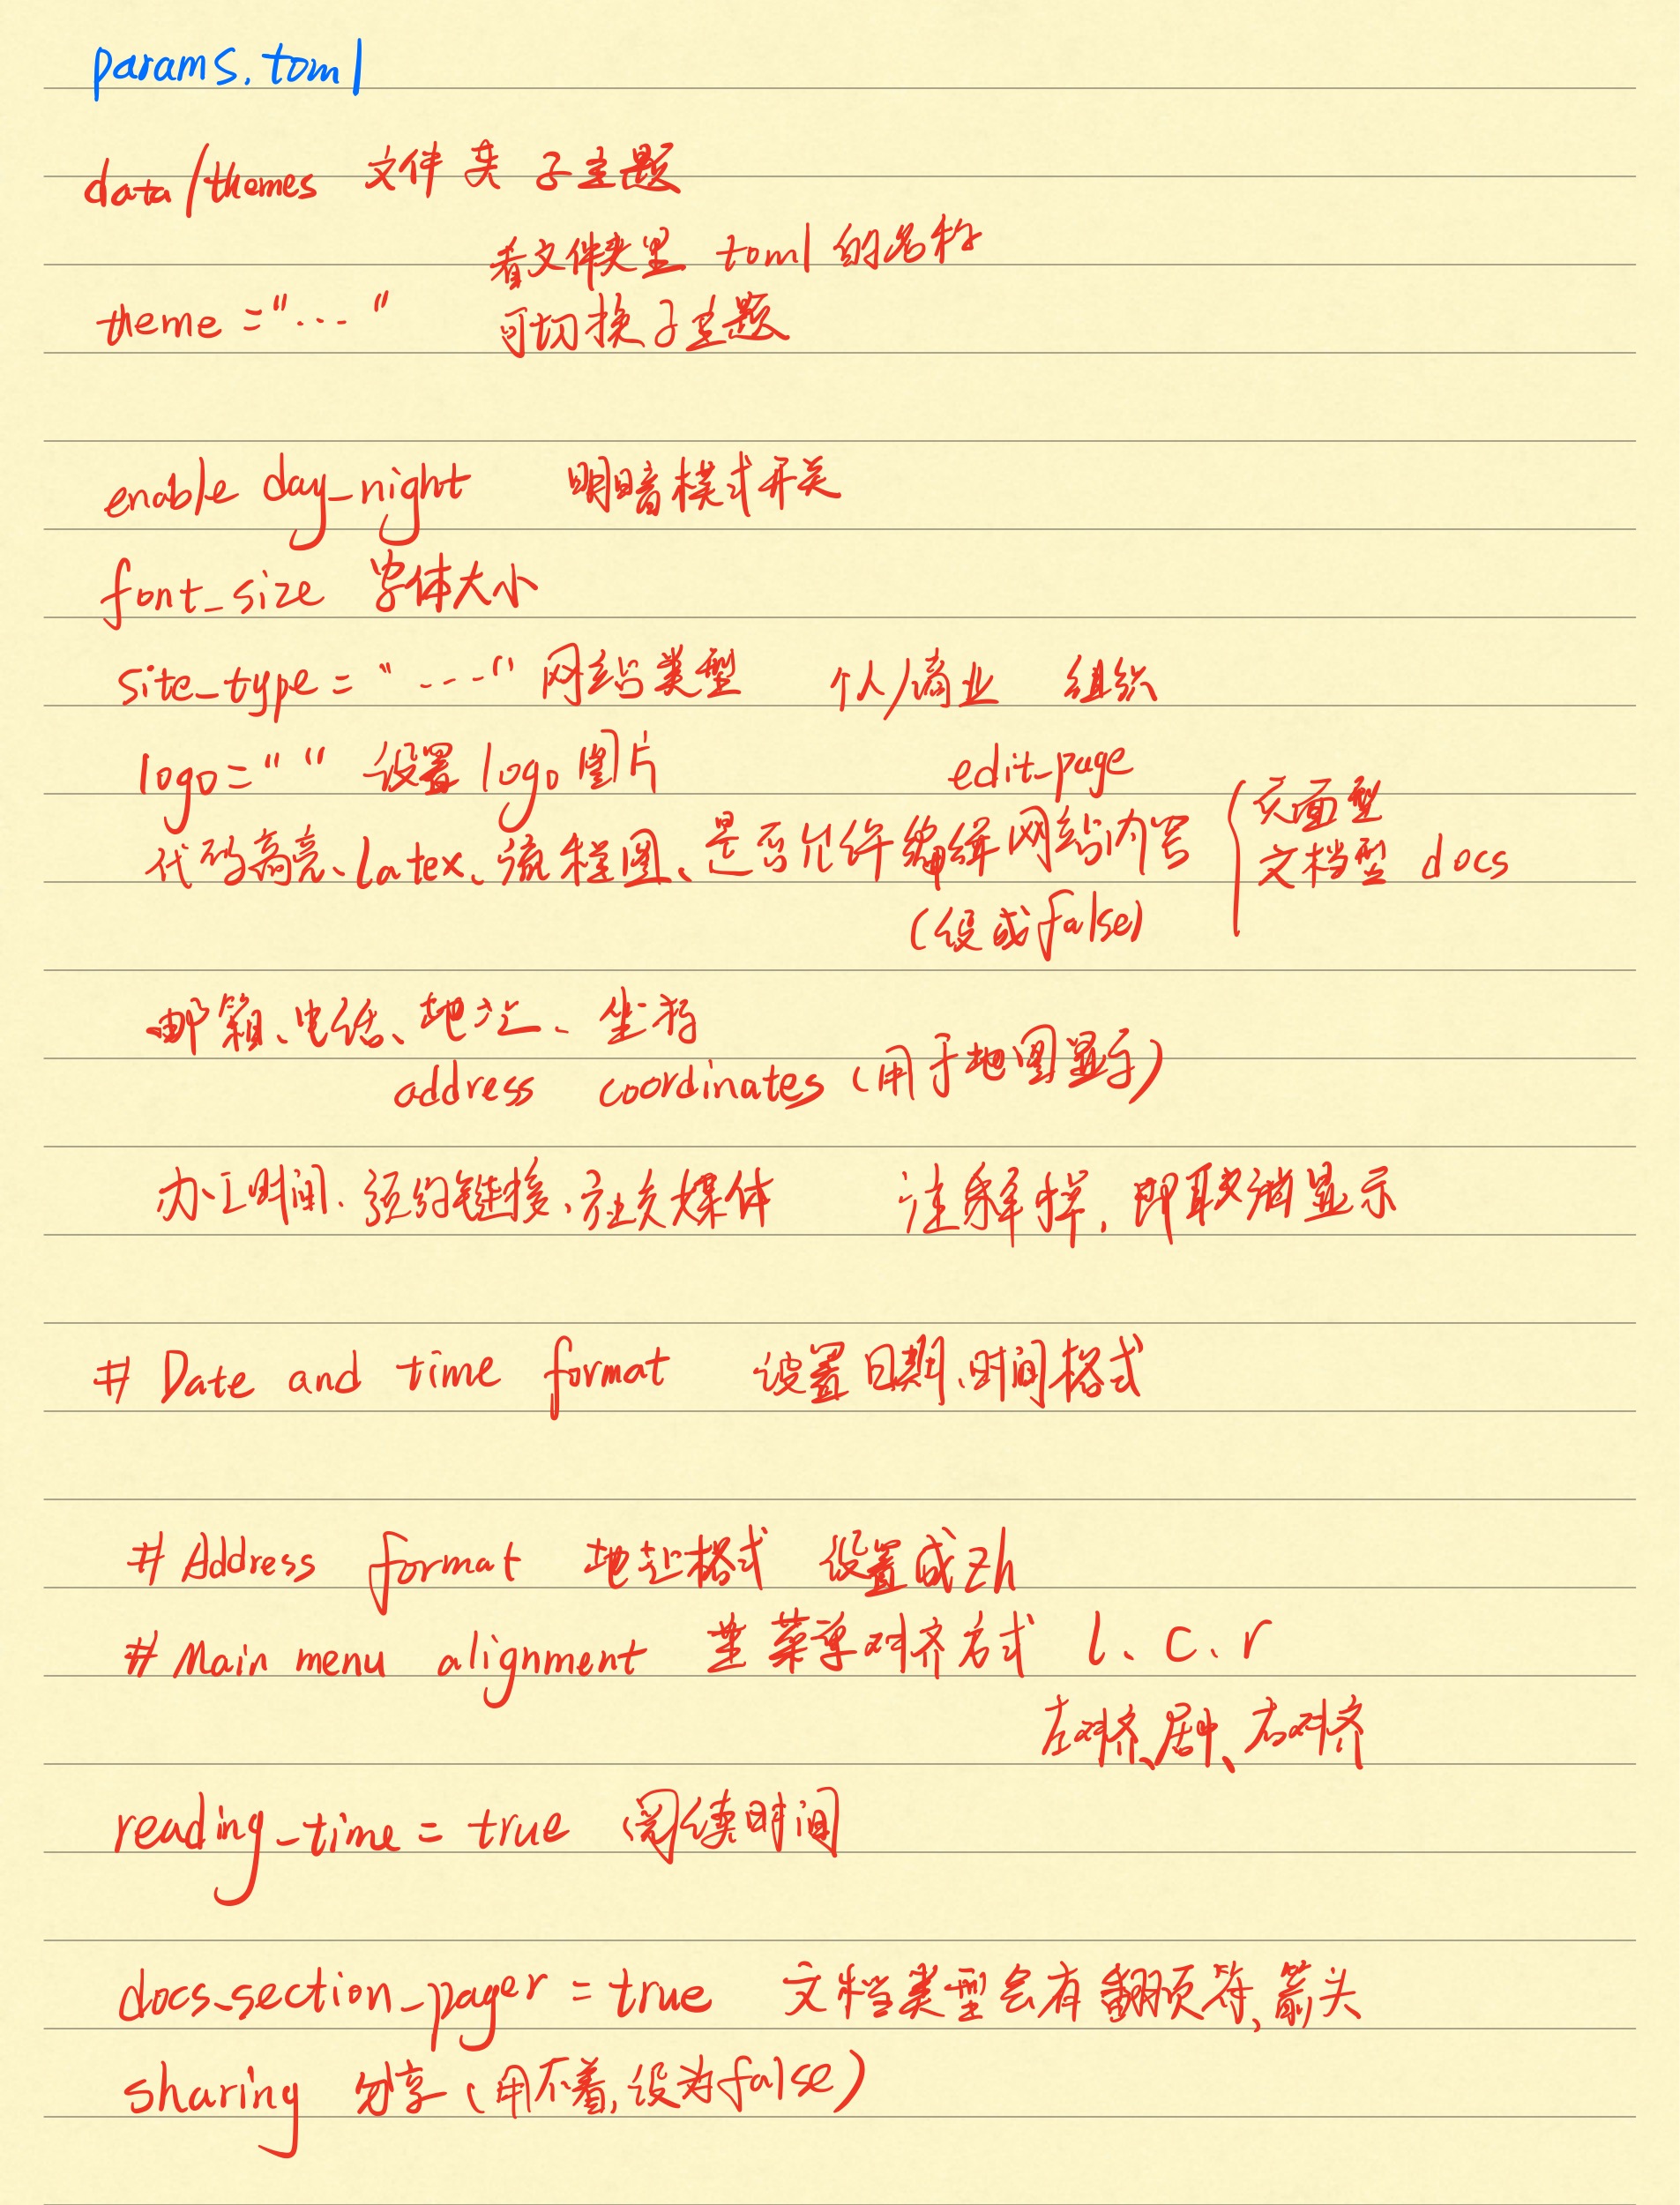 params.toml
data/themes 文件夹 子主题
看文件夹里 toml 的名称
theme="..." 可切换子主题
enable day_night 明暗模式开关
font_size 字体大小
site_type = "---" 网站类型 个人/商业 组织
logo="" 设置logo图片
edit_page
代码高亮、latex、流程图、是否允许编辑网站内容
(设成false)
页面型
文档型 docs
邮箱、电话、地址、坐标
address coordinates (用于地图显示)
办工时间、预约链接、社交媒体 注释掉,即取消显示
# Date and time format 设置日期、时间格式
# Address format 地址格式 设置成zh
# Main menu alignment 主菜单对齐方式 l、c、r
左对齐、居中、右对齐
reading_time = true 阅读时间
docs_section_pager = true 文档类型会有翻页符、箭头
sharing 分享(用不着,设为false)